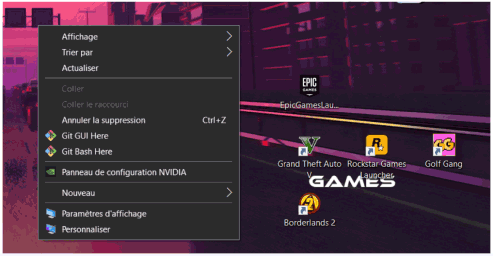 Affichage
Trier par
Actualiser
Coller
Coller le raccourci
Annuler la suppression Ctrl+Z
Git GUI Here
Git Bash Here
Panneau de configuration NVIDIA
Nouveau
Paramètres d'affichage
Personnaliser
EPIC
GAMES
EpicGamesLau...
V
R
GG
Grand Theft Auto
V
Rockstar Games
Launcher
Golf Gang
GAMES
Borderlands 2